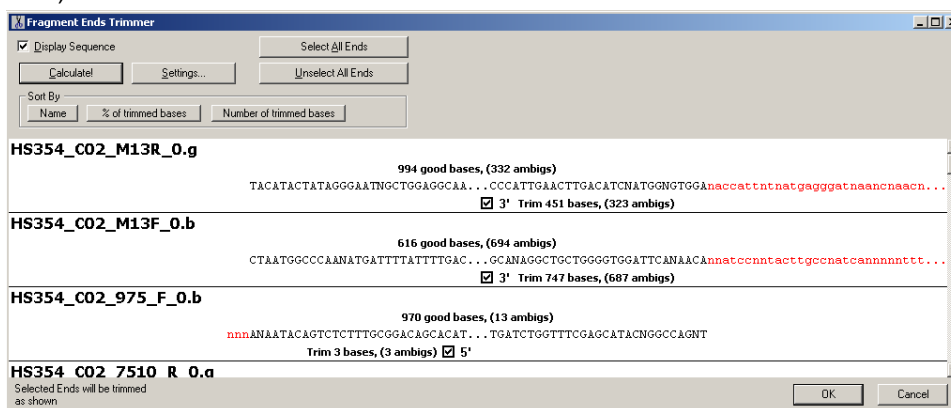 Fragment Ends Trimmer
Display Sequence
Select All Ends
Calculate!
Settings...
Unselect All Ends
Sort By
Name
% of trimmed bases
Number of trimmed bases
HS354_C02_M13R_0.g
994 good bases, (332 ambigs)
TACATACTATAGGGAATNGCTGGAGGCAA...CCCATTGAACTTGACATCNATGGNGTGGAnaccattntnatgagggatnaancnaacn...
3' Trim 451 bases, (323 ambigs)
HS354_C02_M13F_0.b
616 good bases, (694 ambigs)
CTAATGGCCCAANATGATTTTATTTTGAC...GCANAGGCTGCTGGGGTGGATTCANAACAnnatccnntacttgccnatcannnnnttt...
3' Trim 747 bases, (687 ambigs)
HS354_C02_975_F_0.b
970 good bases, (13 ambigs)
nnnANAATACAGTCTCTTTGCGGACAGCACAT...TGATCTGGTTTCGAGCATACNGGCCAGNT
Trim 3 bases, (3 ambigs) 5'
HS354_C02_7510_R_0.g
Selected Ends will be trimmed
as shown
OK
Cancel